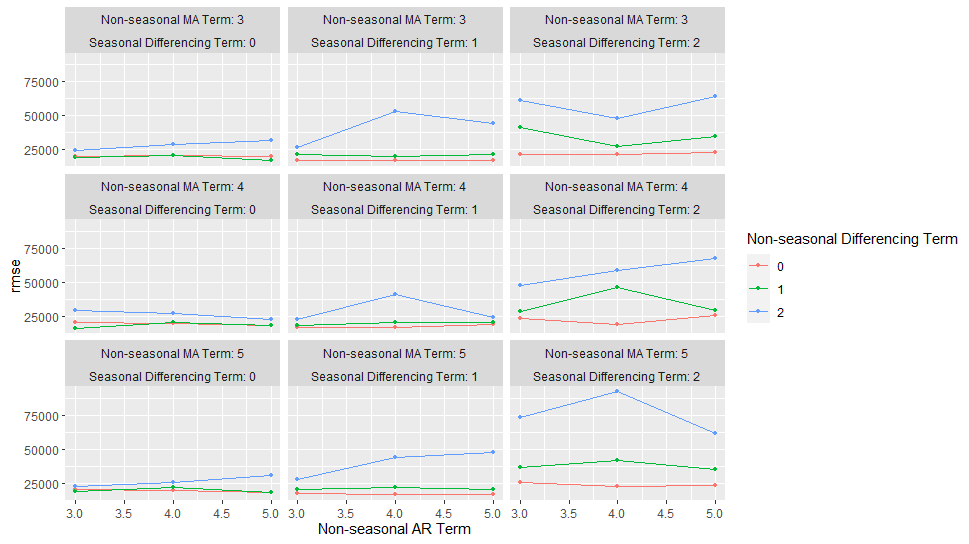 Non-seasonal MA Term: 3
Non-seasonal MA Term: 3
Non-seasonal MA Term: 3
Seasonal Differencing Term: 0
Seasonal Differencing Term: 1
Seasonal Differencing Term: 2
75000
50000
25000
Non-seasonal MA Term: 4
Non-seasonal MA Term: 4
Non-seasonal MA Term: 4
Seasonal Differencing Term: 0
Seasonal Differencing Term: 1
Seasonal Differencing Term: 2
75000
50000
25000
rmse
Non-seasonal MA Term: 5
Non-seasonal MA Term: 5
Non-seasonal MA Term: 5
Seasonal Differencing Term: 0
Seasonal Differencing Term: 1
Seasonal Differencing Term: 2
75000
50000
25000
3.0 3.5 4.0 4.5 5.0
3.0 3.5 4.0 4.5 5.0
3.0 3.5 4.0 4.5 5.0
Non-seasonal AR Term
Non-seasonal Differencing Term
0
1
2